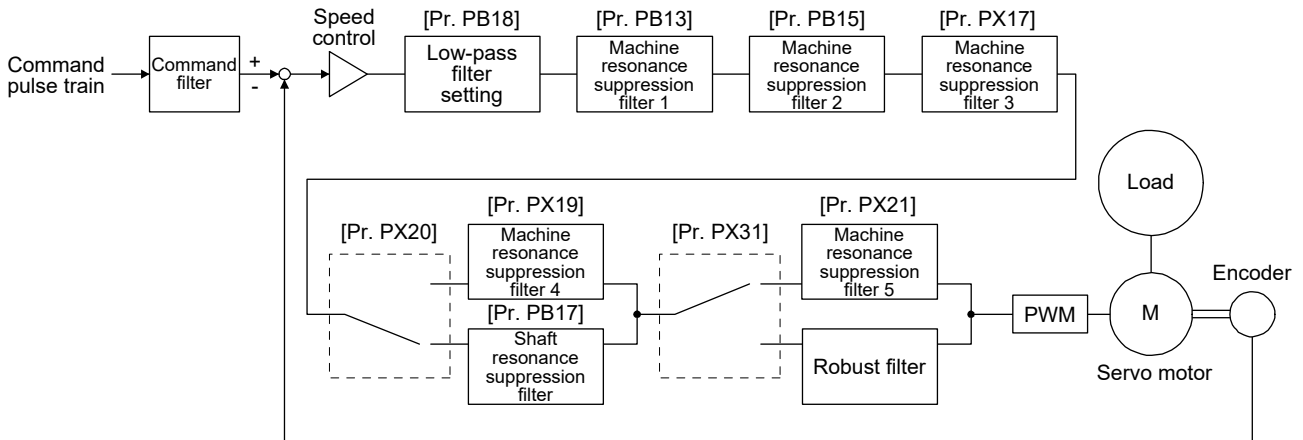 Speed
control
[Pr. PB18]
[Pr. PB13]
[Pr. PB15]
[Pr. PX17]
Command
pulse train
Command
filter
+
-
Low-pass
filter
setting
Machine
resonance
suppression
filter 1
Machine
resonance
suppression
filter 2
Machine
resonance
suppression
filter 3
Load
[Pr. PX20]
[Pr. PX19]
Machine
resonance
suppression
filter 4
[Pr. PB17]
Shaft
resonance
suppression
filter
[Pr. PX31]
[Pr. PX21]
Machine
resonance
suppression
filter 5
Robust filter
PWM
M
Servo motor
Encoder